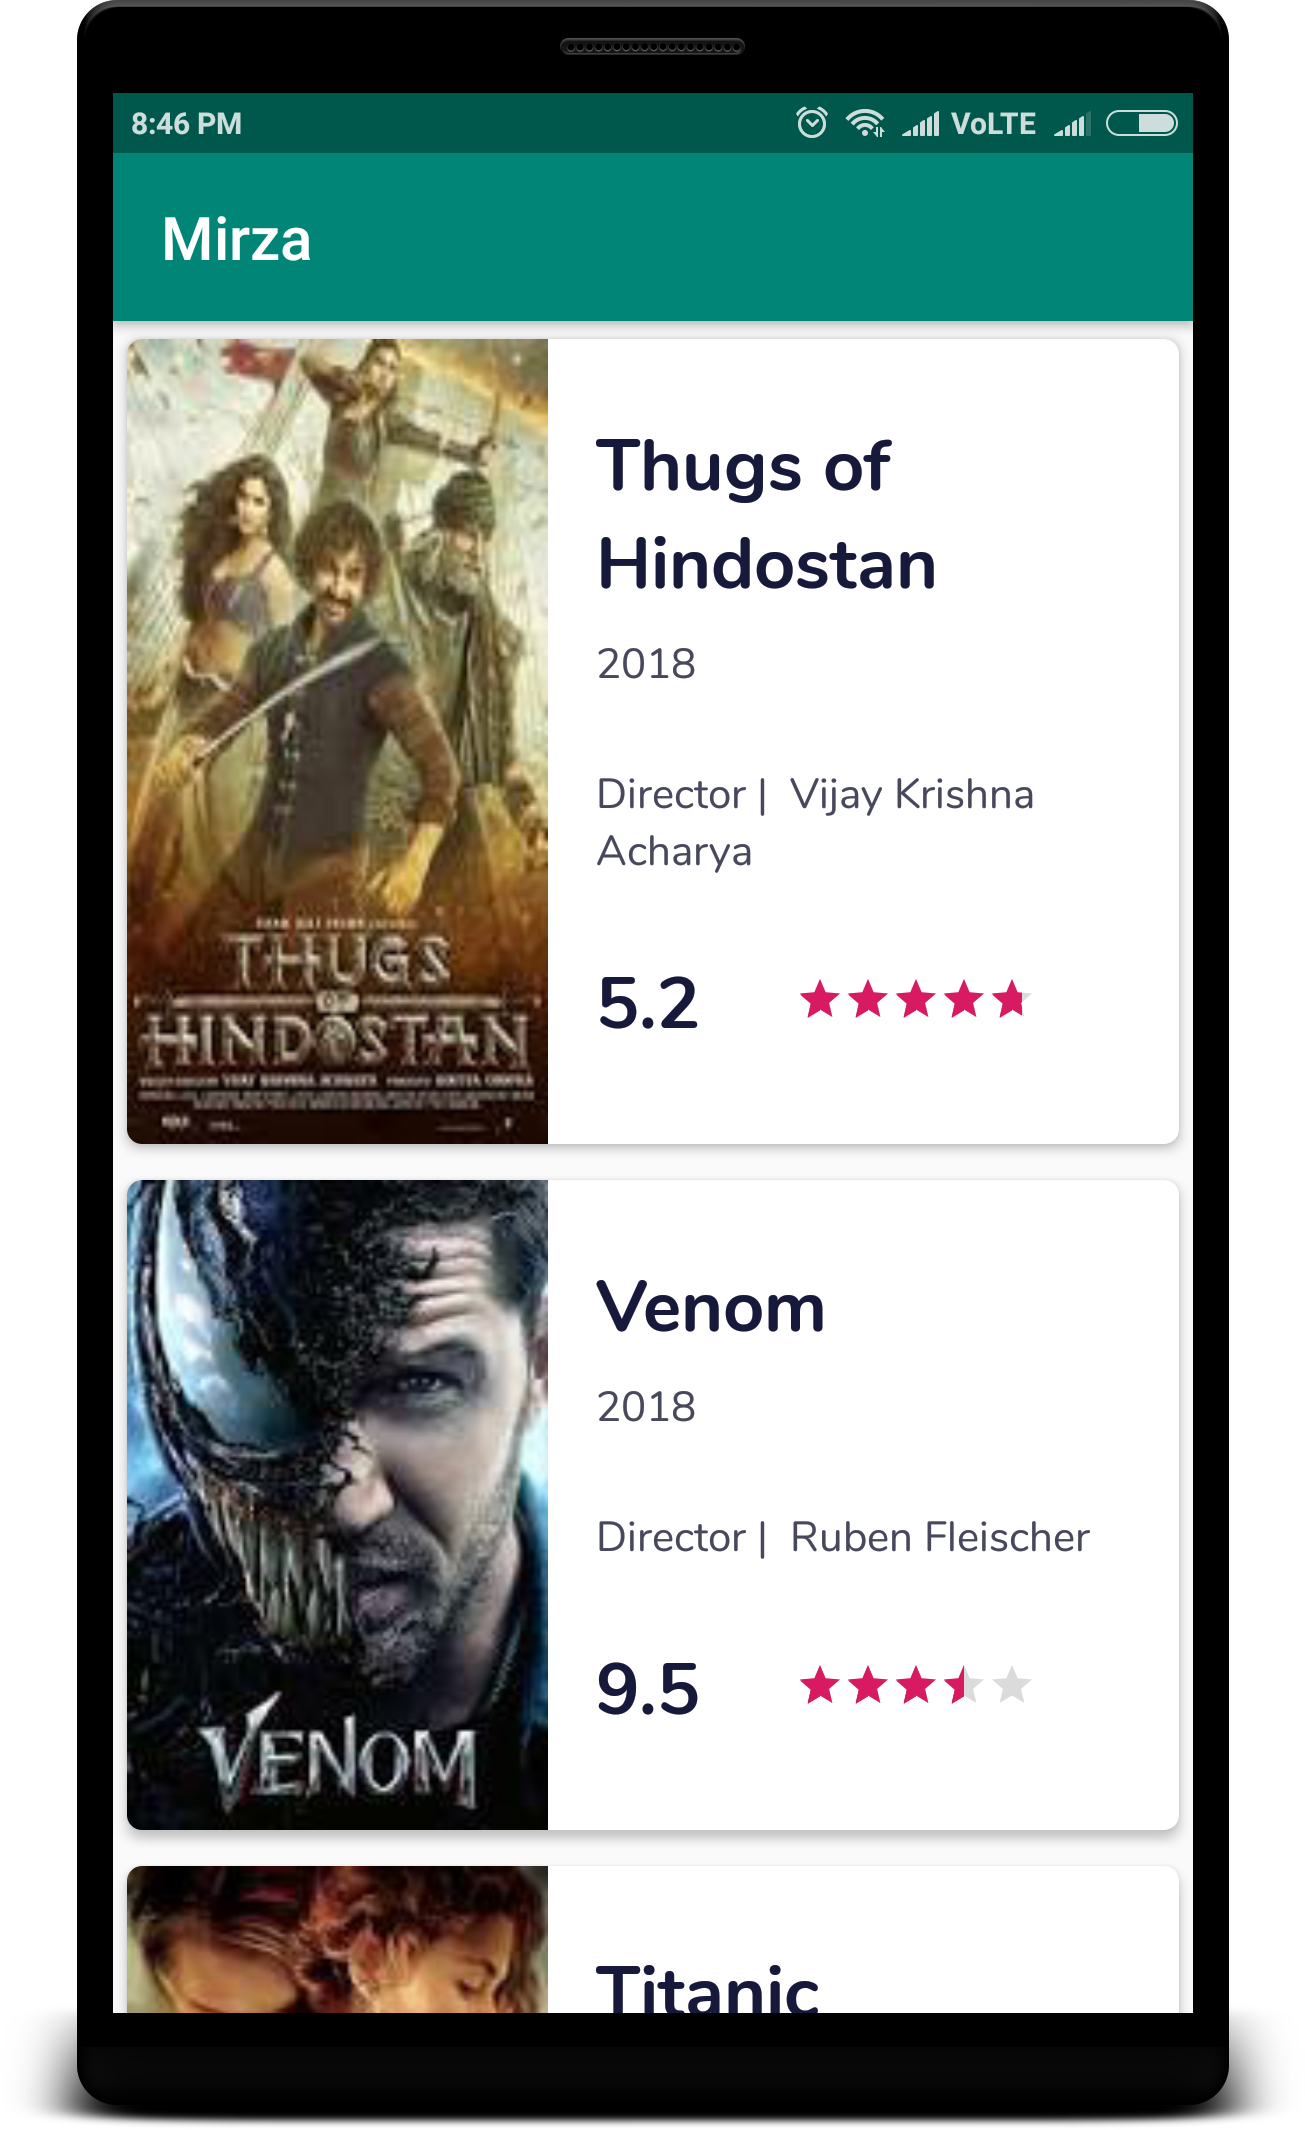 8:46 PM VoLTE
Mirza
Thugs of
Hindostan
2018
Director | Vijay Krishna
Acharya
5.2
THUGS
OF
HINDOSTAN
Venom
2018
Director | Ruben Fleischer
9.5
VENOM
Titanic